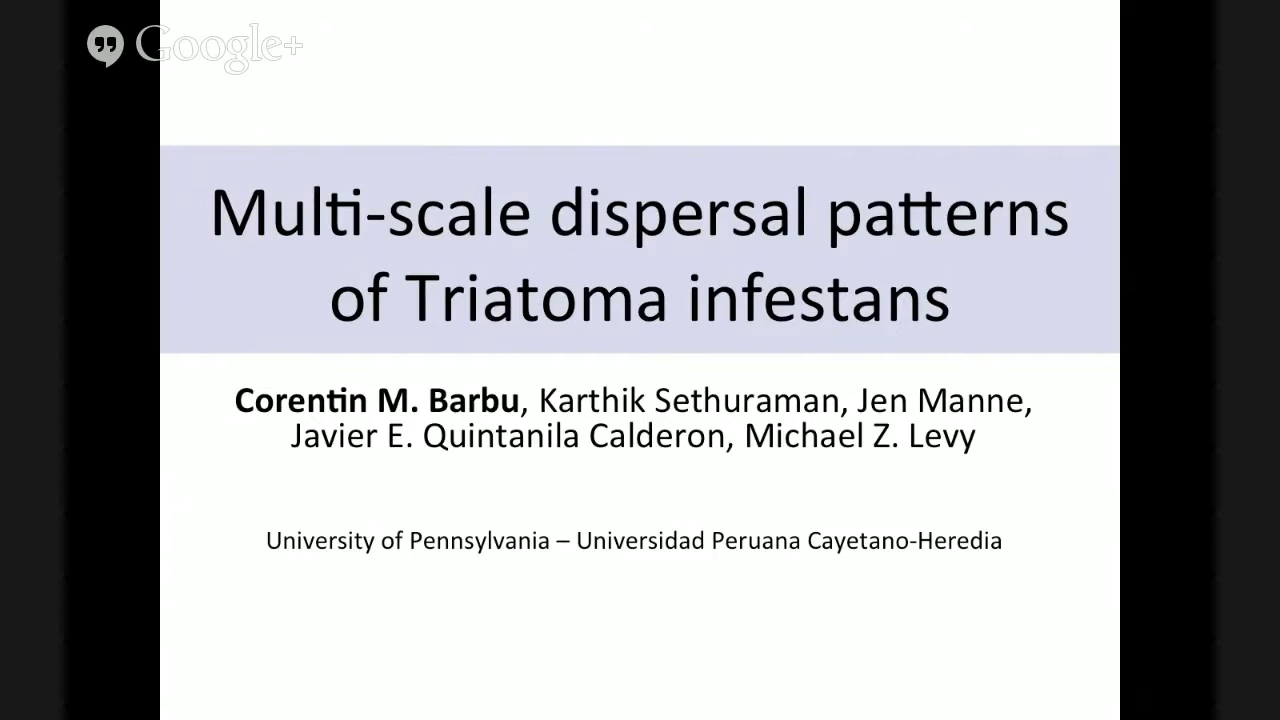 Google+
Multi-scale dispersal patterns
of Triatoma infestans
Corentin M. Barbu, Karthik Sethuraman, Jen Manne,
Javier E. Quintanila Calderon, Michael Z. Levy
University of Pennsylvania – Universidad Peruana Cayetano-Heredia